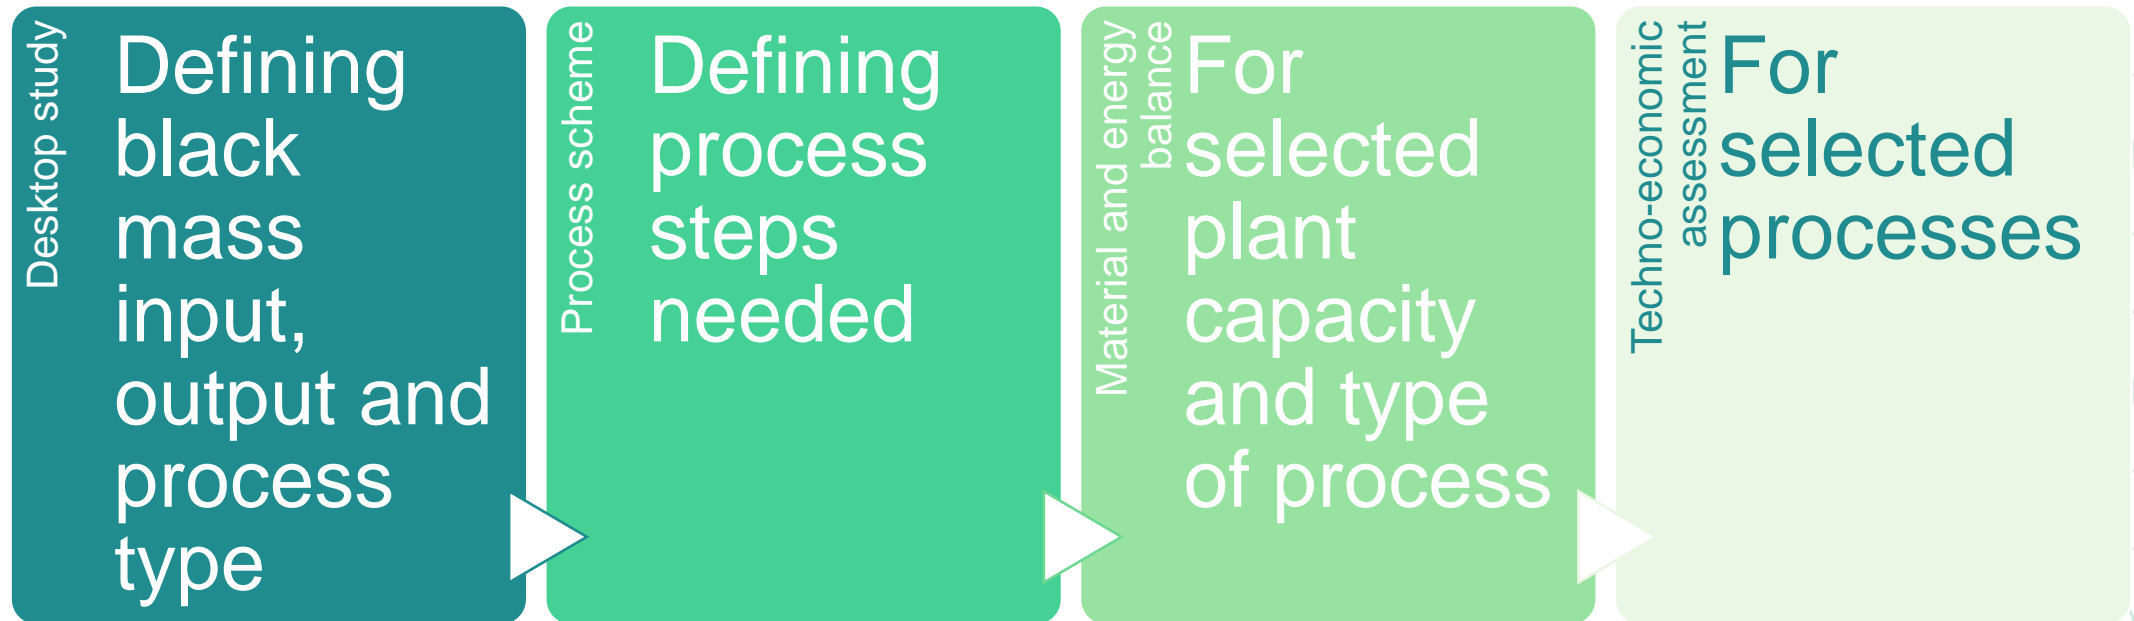 Desktop study
Defining
black
mass
input,
output and
process
type
Process scheme
Defining
process
steps
needed
Material and energy
balance
For
selected
plant
capacity
and type
of process
Techno-economic
assessment
For
selected
processes